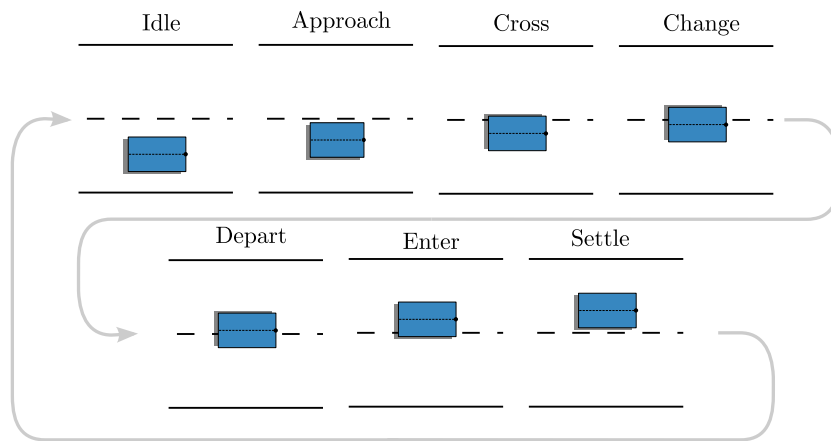 Idle
Approach
Cross
Change
Depart
Enter
Settle